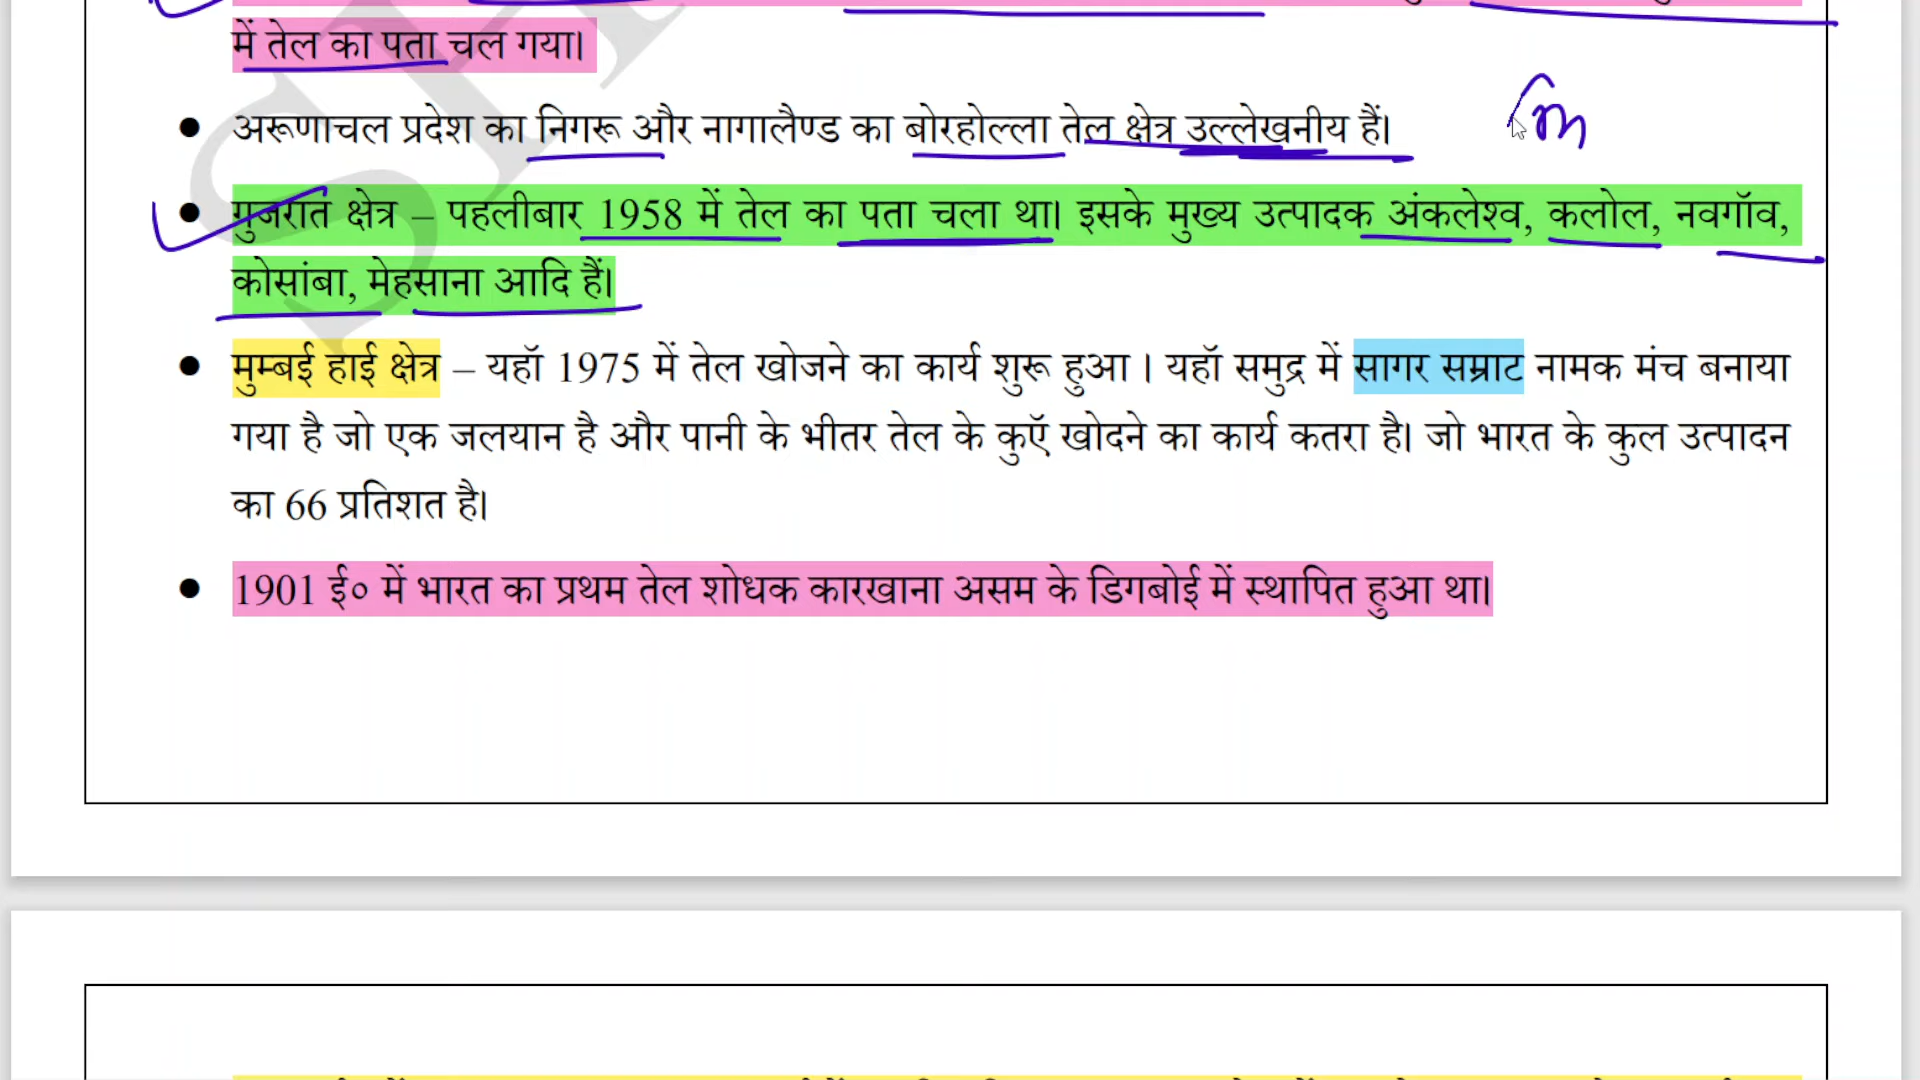 में तेल का पता चल गया।
● अरूणाचल प्रदेश का निगरू और नागालैण्ड का बोरहोल्ला तेल क्षेत्र उल्लेखनीय हैं।
● गुजरात क्षेत्र – पहलीबार 1958 में तेल का पता चला था। इसके मुख्य उत्पादक अंकलेश्व, कलोल, नवगॉव,
कोसांबा, मेहसाना आदि हैं।
● मुम्बई हाई क्षेत्र – यहॉ 1975 में तेल खोजने का कार्य शुरू हुआ । यहॉ समुद्र में सागर सम्राट नामक मंच बनाया
गया है जो एक जलयान है और पानी के भीतर तेल के कुऍ खोदने का कार्य कतरा है। जो भारत के कुल उत्पादन
का 66 प्रतिशत है।
● 1901 ई० में भारत का प्रथम तेल शोधक कारखाना असम के डिगबोई में स्थापित हुआ था।